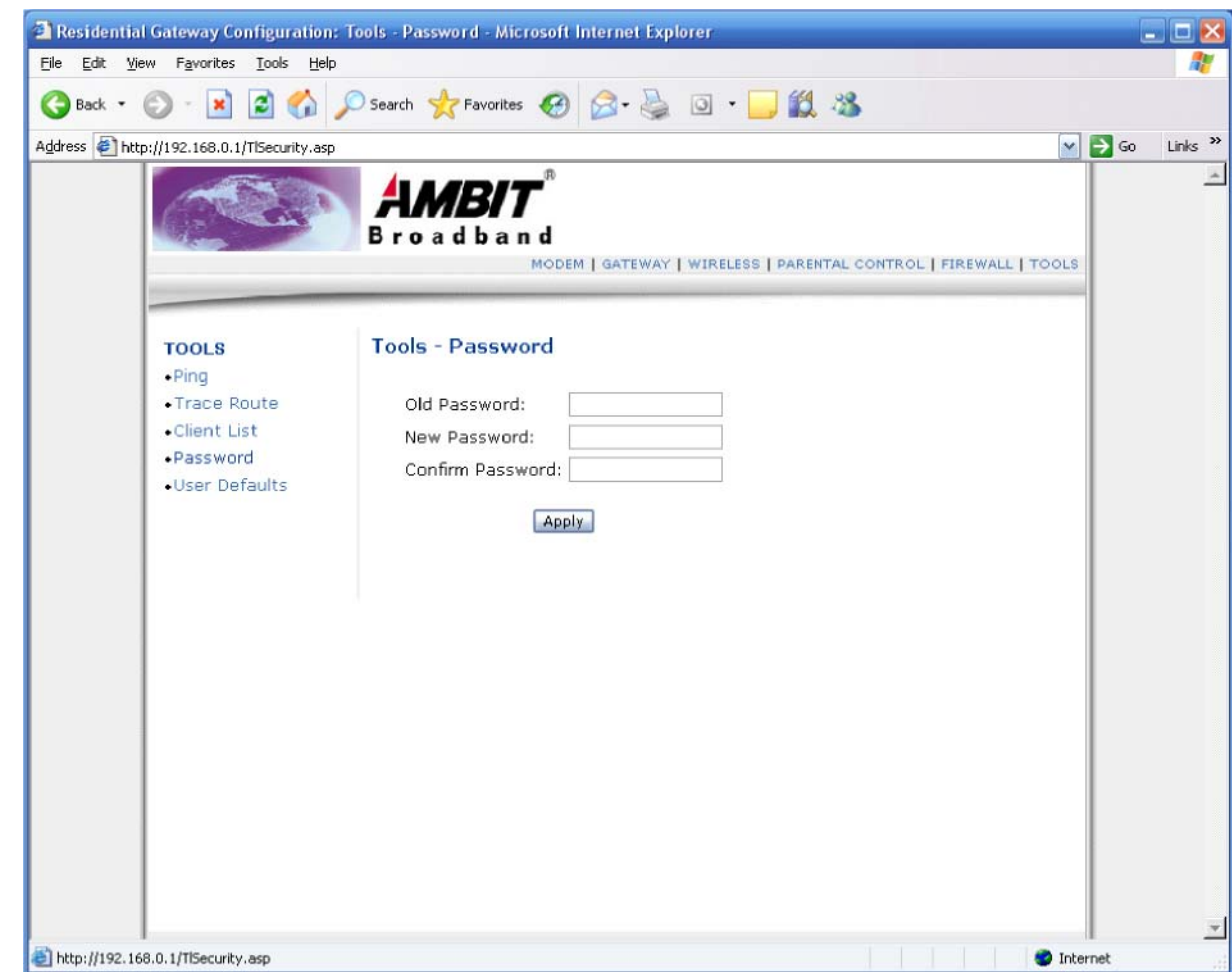 Residential Gateway Configuration: Tools - Password - Microsoft Internet Explorer
File Edit View Favorites Tools Help
Back Search Favorites
Address http://192.168.0.1/TlSecurity.asp Go Links »
AMBIT®
Broadband
MODEM | GATEWAY | WIRELESS | PARENTAL CONTROL | FIREWALL | TOOLS
TOOLS
•Ping
•Trace Route
•Client List
•Password
•User Defaults
Tools - Password
Old Password:
New Password:
Confirm Password:
Apply
http://192.168.0.1/TlSecurity.asp Internet